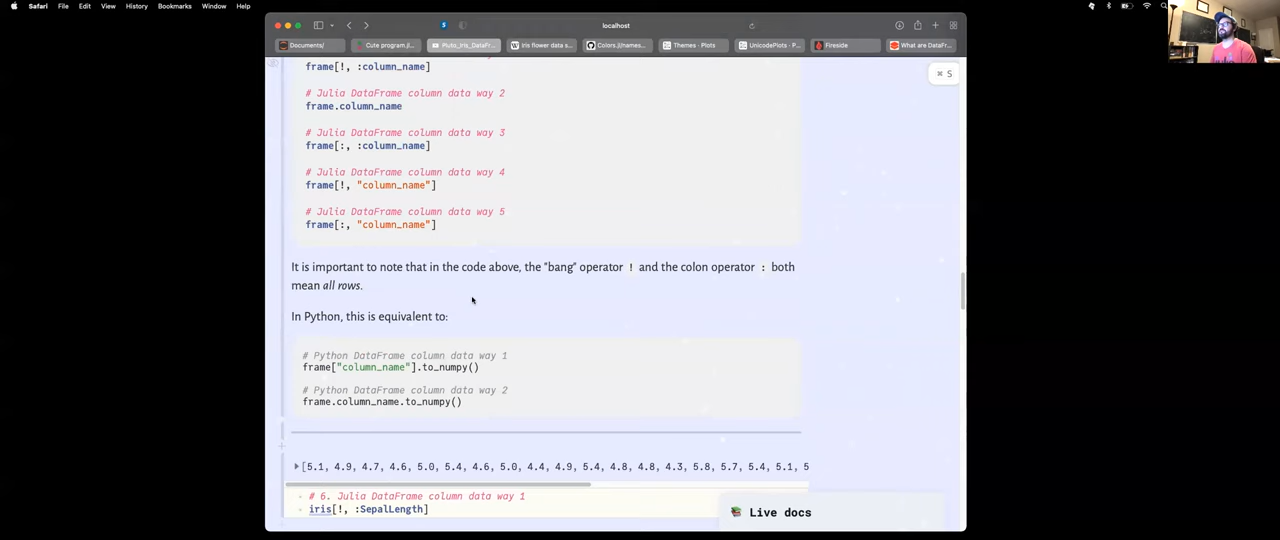 Safari File Edit View History Bookmarks Window Help
localhost
Documents/
Cute program.jl...
Pluto_Iris_DataFr...
Iris flower data s...
Colors.jl/names...
Themes · Plots
UnicodePlots · P...
Fireside
What are DataFr...
⌘ S
frame[!, :column_name]
# Julia DataFrame column data way 2
frame.column_name
# Julia DataFrame column data way 3
frame[:, :column_name]
# Julia DataFrame column data way 4
frame[!, "column_name"]
# Julia DataFrame column data way 5
frame[:, "column_name"]
It is important to note that in the code above, the "bang" operator ! and the colon operator : both
mean all rows.
In Python, this is equivalent to:
# Python DataFrame column data way 1
frame["column_name"].to_numpy()
# Python DataFrame column data way 2
frame.column_name.to_numpy()
[5.1, 4.9, 4.7, 4.6, 5.0, 5.4, 4.6, 5.0, 4.4, 4.9, 5.4, 4.8, 4.8, 4.3, 5.8, 5.7, 5.4, 5.1, 5
# 6. Julia DataFrame column data way 1
iris[!, :SepalLength]
Live docs